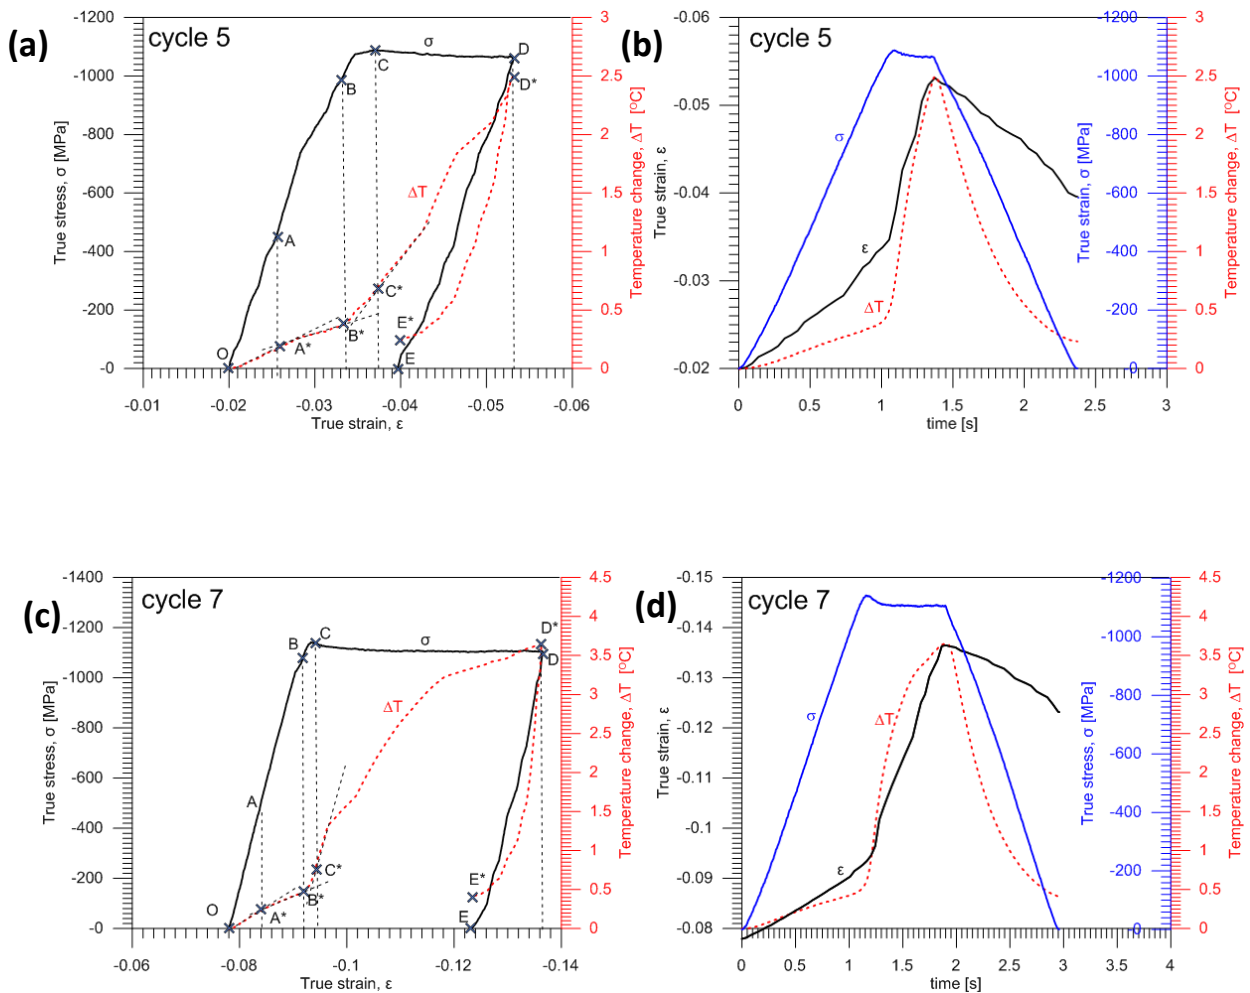 (a)
cycle 5
-1200
-1000
-800
-600
-400
-200
-0
True stress, σ [MPa]
-0.01
-0.02
-0.03
-0.04
-0.05
-0.06
True strain, ε
3
2.5
2
1.5
1
0.5
0
Temperature change, ΔT [°C]
σ
ΔT
O
A
B
C
D
D*
A*
B*
C*
E*
E
(b)
cycle 5
-0.06
-0.05
-0.04
-0.03
-0.02
True strain, ε
0
0.5
1
1.5
2
2.5
3
time [s]
-1200
-1000
-800
-600
-400
-200
-0
True strain, σ [MPa]
3
2.5
2
1.5
1
0.5
0
Temperature change, ΔT [°C]
σ
ε
ΔT
(c)
cycle 7
-1400
-1200
-1000
-800
-600
-400
-200
-0
True stress, σ [MPa]
-0.06
-0.08
-0.1
-0.12
-0.14
True strain, ε
4.5
4
3.5
3
2.5
2
1.5
1
0.5
0
Temperature change, ΔT [°C]
σ
ΔT
O
A
B
C
D*
D
A*
B*
C*
E*
E
(d)
cycle 7
-0.15
-0.14
-0.13
-0.12
-0.11
-0.1
-0.09
-0.08
True strain, ε
0
0.5
1
1.5
2
2.5
3
3.5
4
time [s]
-1200
-1000
-800
-600
-400
-200
-0
True stress, σ [MPa]
4.5
4
3.5
3
2.5
2
1.5
1
0.5
0
Temperature change, ΔT [°C]
σ
ΔT
ε